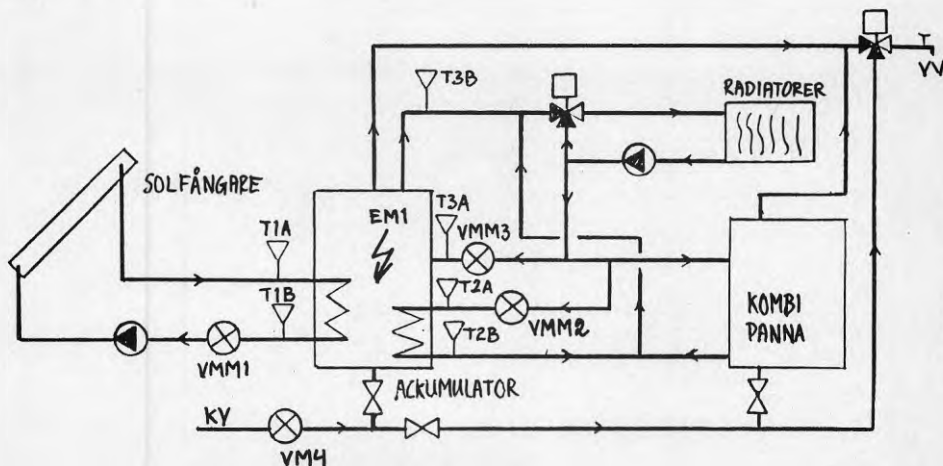 T
VV
T3B
RADIATORER
SOLFÅNGARE
T3A
EM1
VMM3
T1A
T2A
T1B
VMM2
KOMBI
PANNA
T2B
VMM1
ACKUMULATOR
KV
VM4